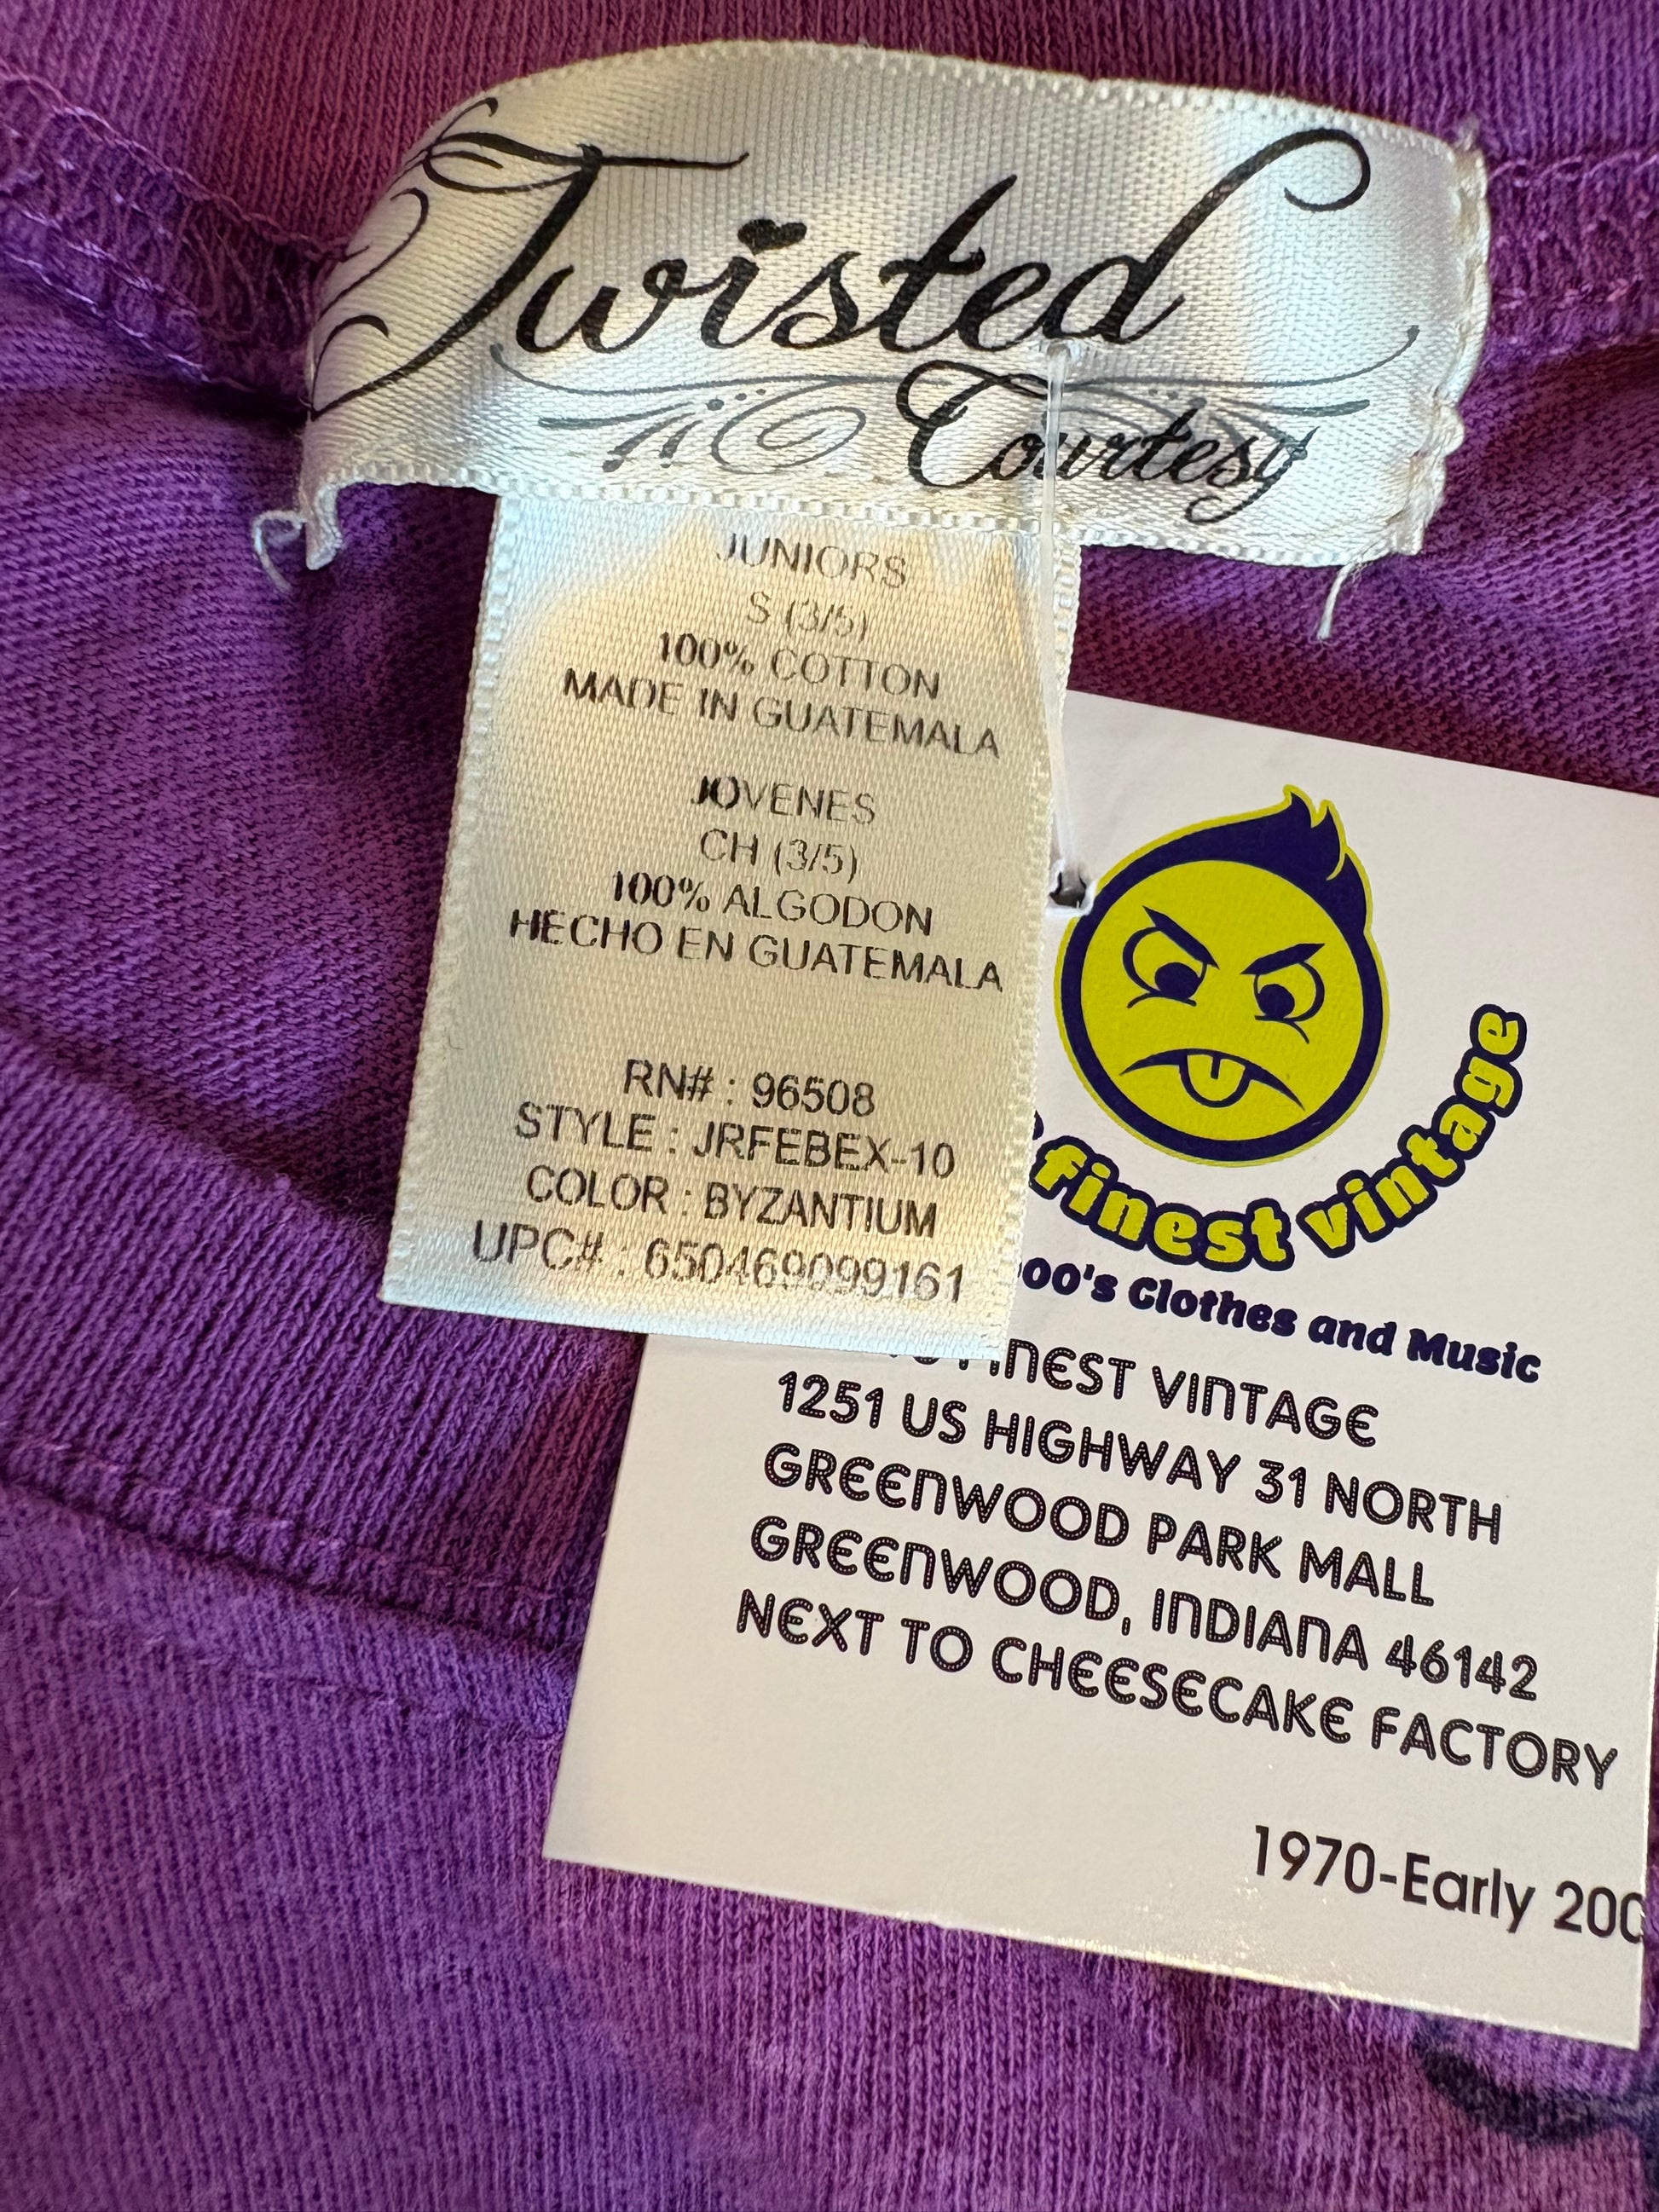 Twisted
Courtesy
JUNIORS
S (3/5)
100% COTTON
MADE IN GUATEMALA
JOVENES
CH (3/5)
100% ALGODON
HECHO EN GUATEMALA
RN# : 96508
STYLE : JRFEBEX-10
COLOR : BYZANTIUM
UPC# : 650469099161
finest vintage
00's Clothes and Music
FINEST VINTAGE
1251 US HIGHWAY 31 NORTH
GREENWOOD PARK MALL
GREENWOOD, INDIANA 46142
NEXT TO CHEESECAKE FACTORY
1970-Early 200